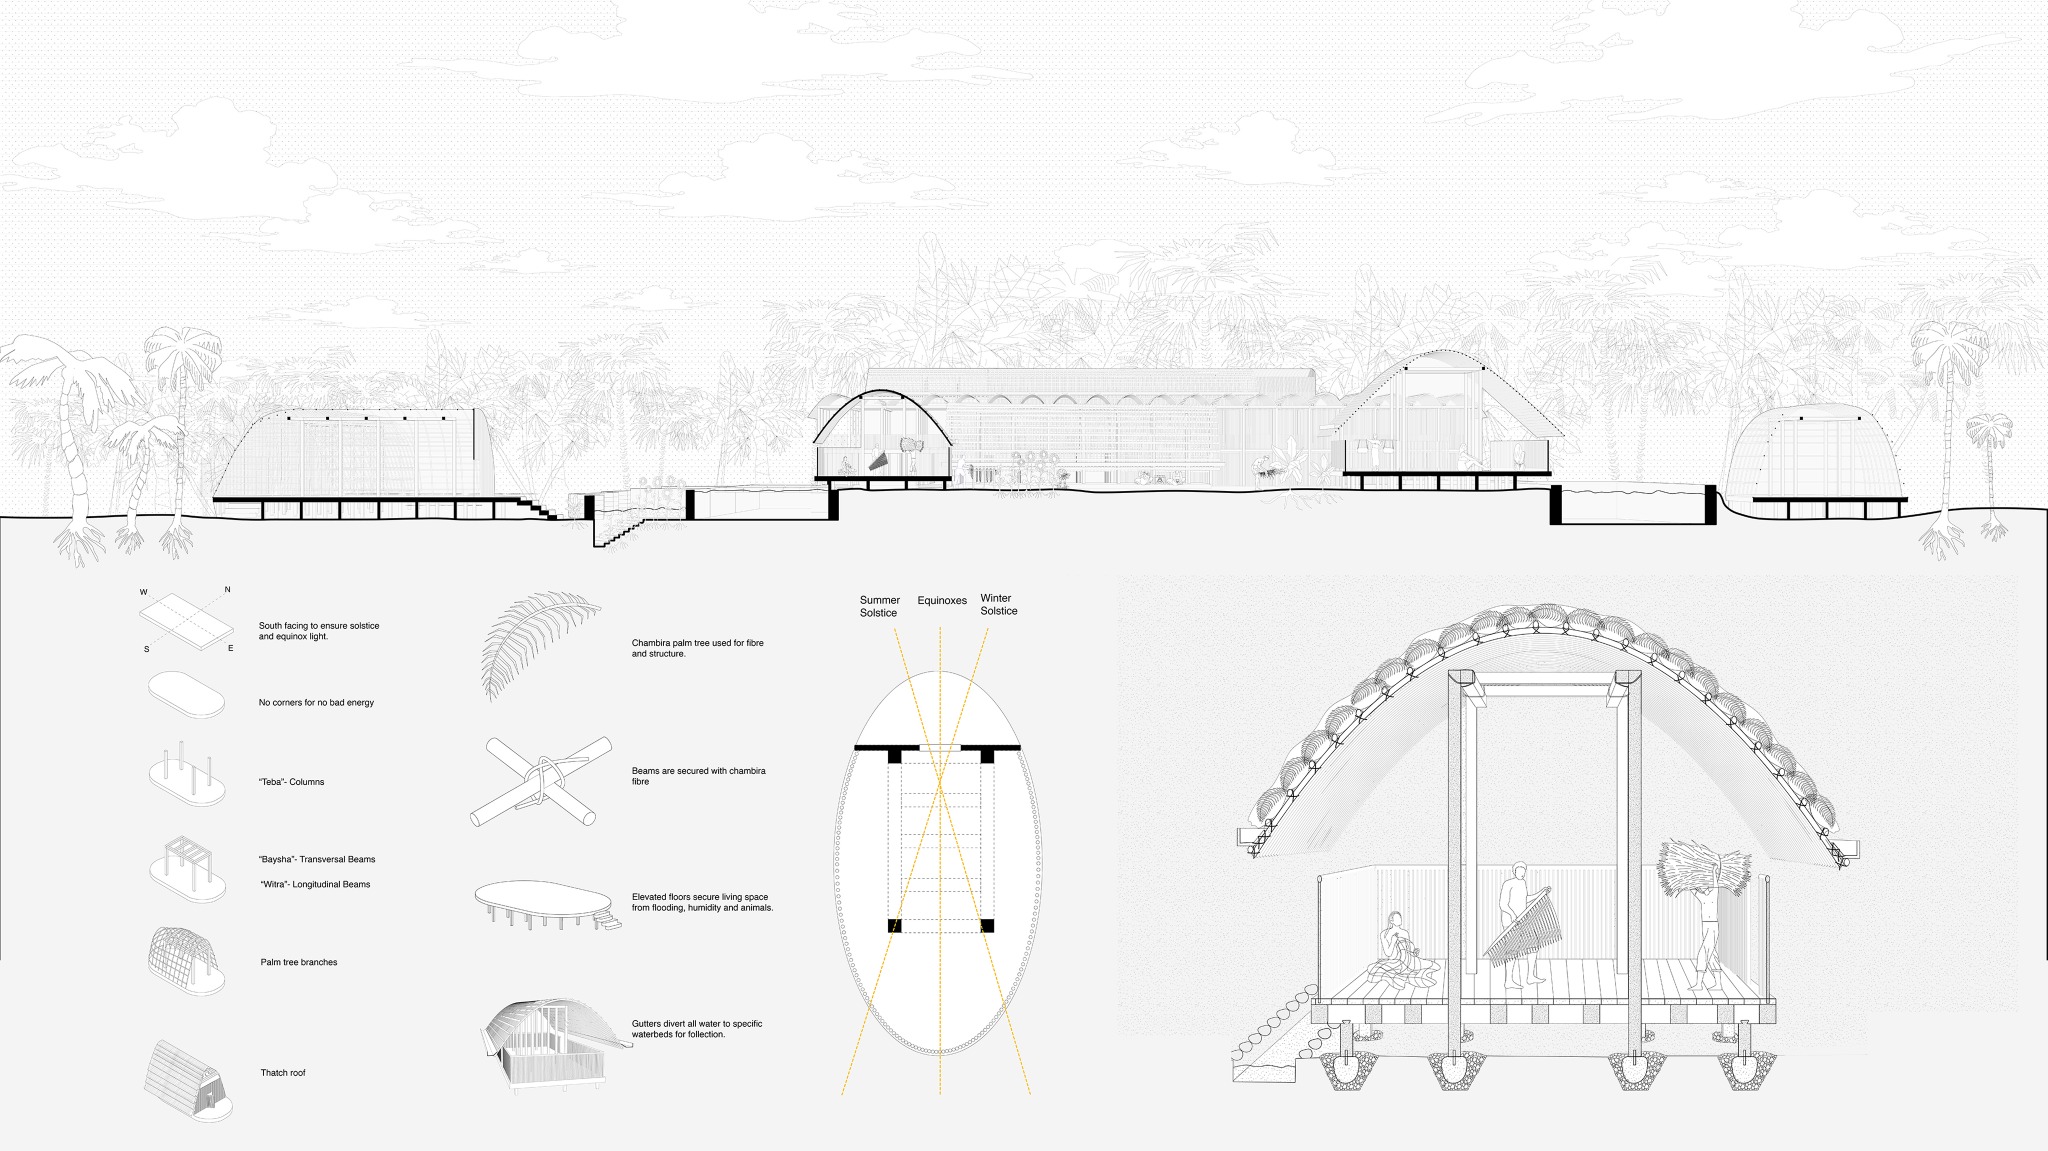 W
N
S
E
South facing to ensure solstice
and equinox light.
No corners for no bad energy
“Teba”- Columns
“Baysha”- Transversal Beams
“Witra”- Longitudinal Beams
Palm tree branches
Thatch roof
Chambira palm tree used for fibre
and structure.
Beams are secured with chambira
fibre
Elevated floors secure living space
from flooding, humidity and animals.
Gutters divert all water to specific
waterbeds for follection.
Summer
Solstice
Equinoxes
Winter
Solstice